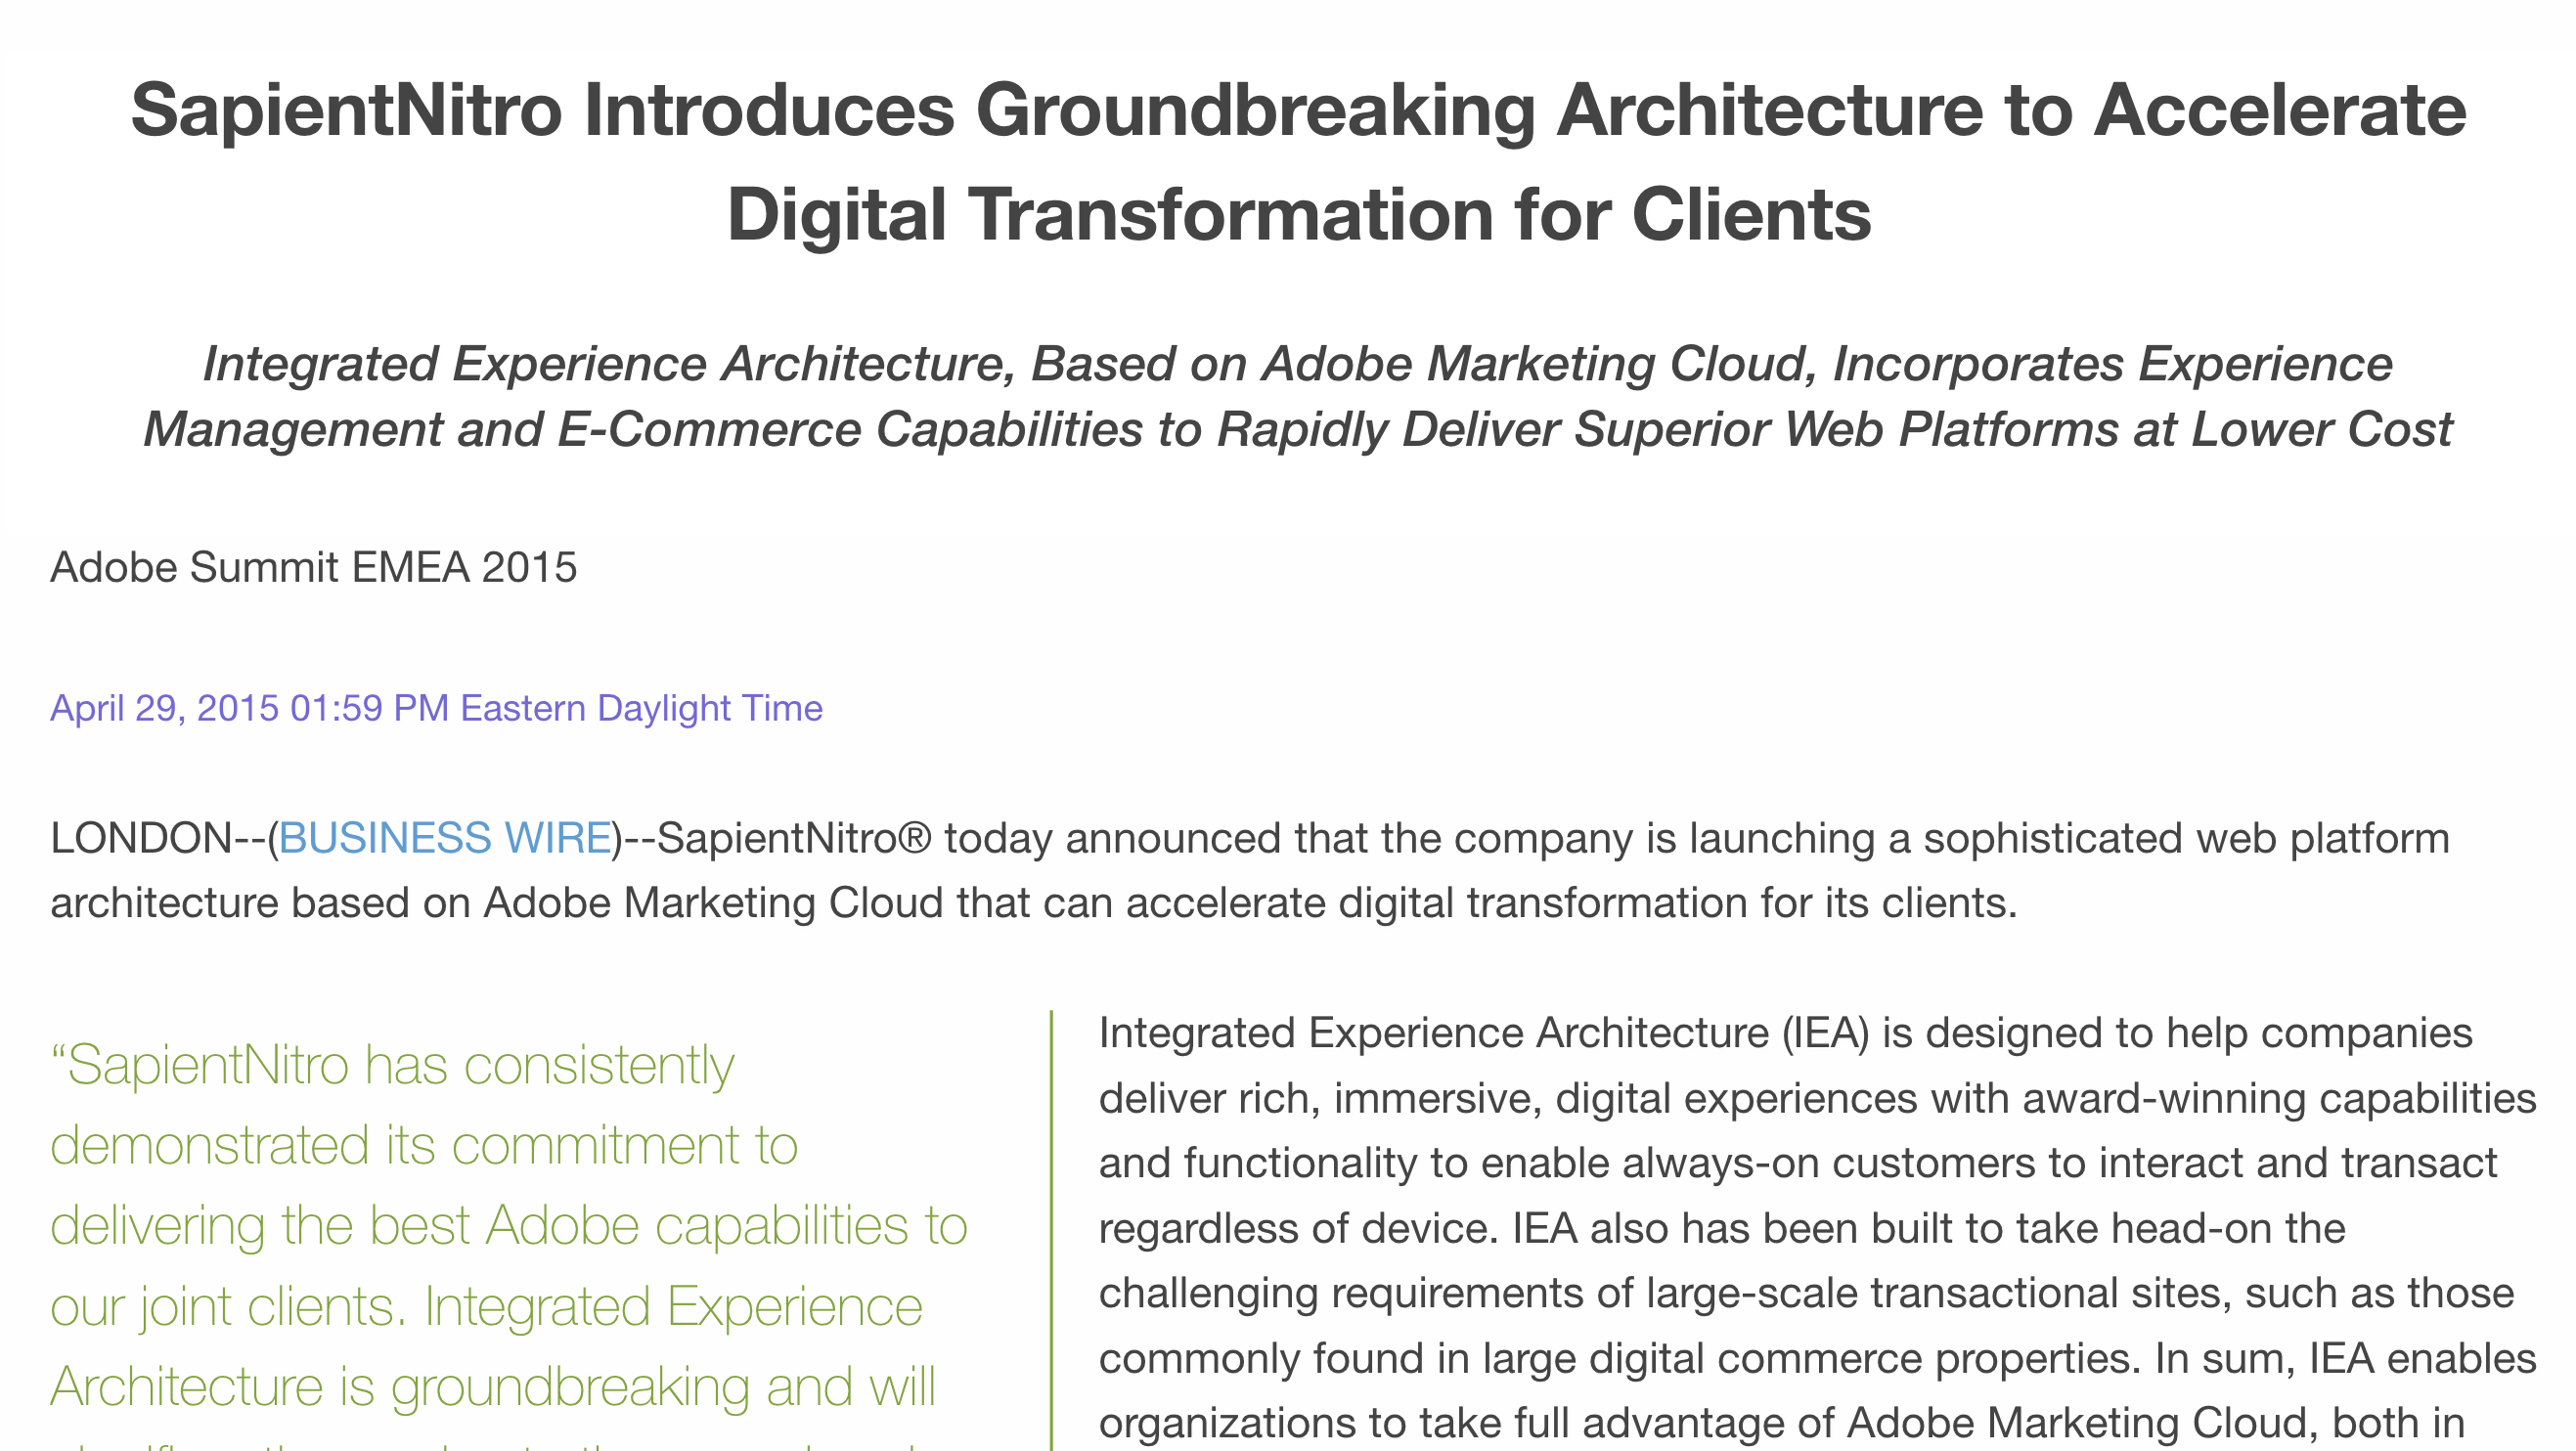 SapientNitro Introduces Groundbreaking Architecture to Accelerate
Digital Transformation for Clients
Integrated Experience Architecture, Based on Adobe Marketing Cloud, Incorporates Experience
Management and E-Commerce Capabilities to Rapidly Deliver Superior Web Platforms at Lower Cost
Adobe Summit EMEA 2015
April 29, 2015 01:59 PM Eastern Daylight Time
LONDON--(BUSINESS WIRE)--SapientNitro® today announced that the company is launching a sophisticated web platform
architecture based on Adobe Marketing Cloud that can accelerate digital transformation for its clients.
“SapientNitro has consistently
demonstrated its commitment to
delivering the best Adobe capabilities to
our joint clients. Integrated Experience
Architecture is groundbreaking and will
Integrated Experience Architecture (IEA) is designed to help companies
deliver rich, immersive, digital experiences with award-winning capabilities
and functionality to enable always-on customers to interact and transact
regardless of device. IEA also has been built to take head-on the
challenging requirements of large-scale transactional sites, such as those
commonly found in large digital commerce properties. In sum, IEA enables
organizations to take full advantage of Adobe Marketing Cloud, both in